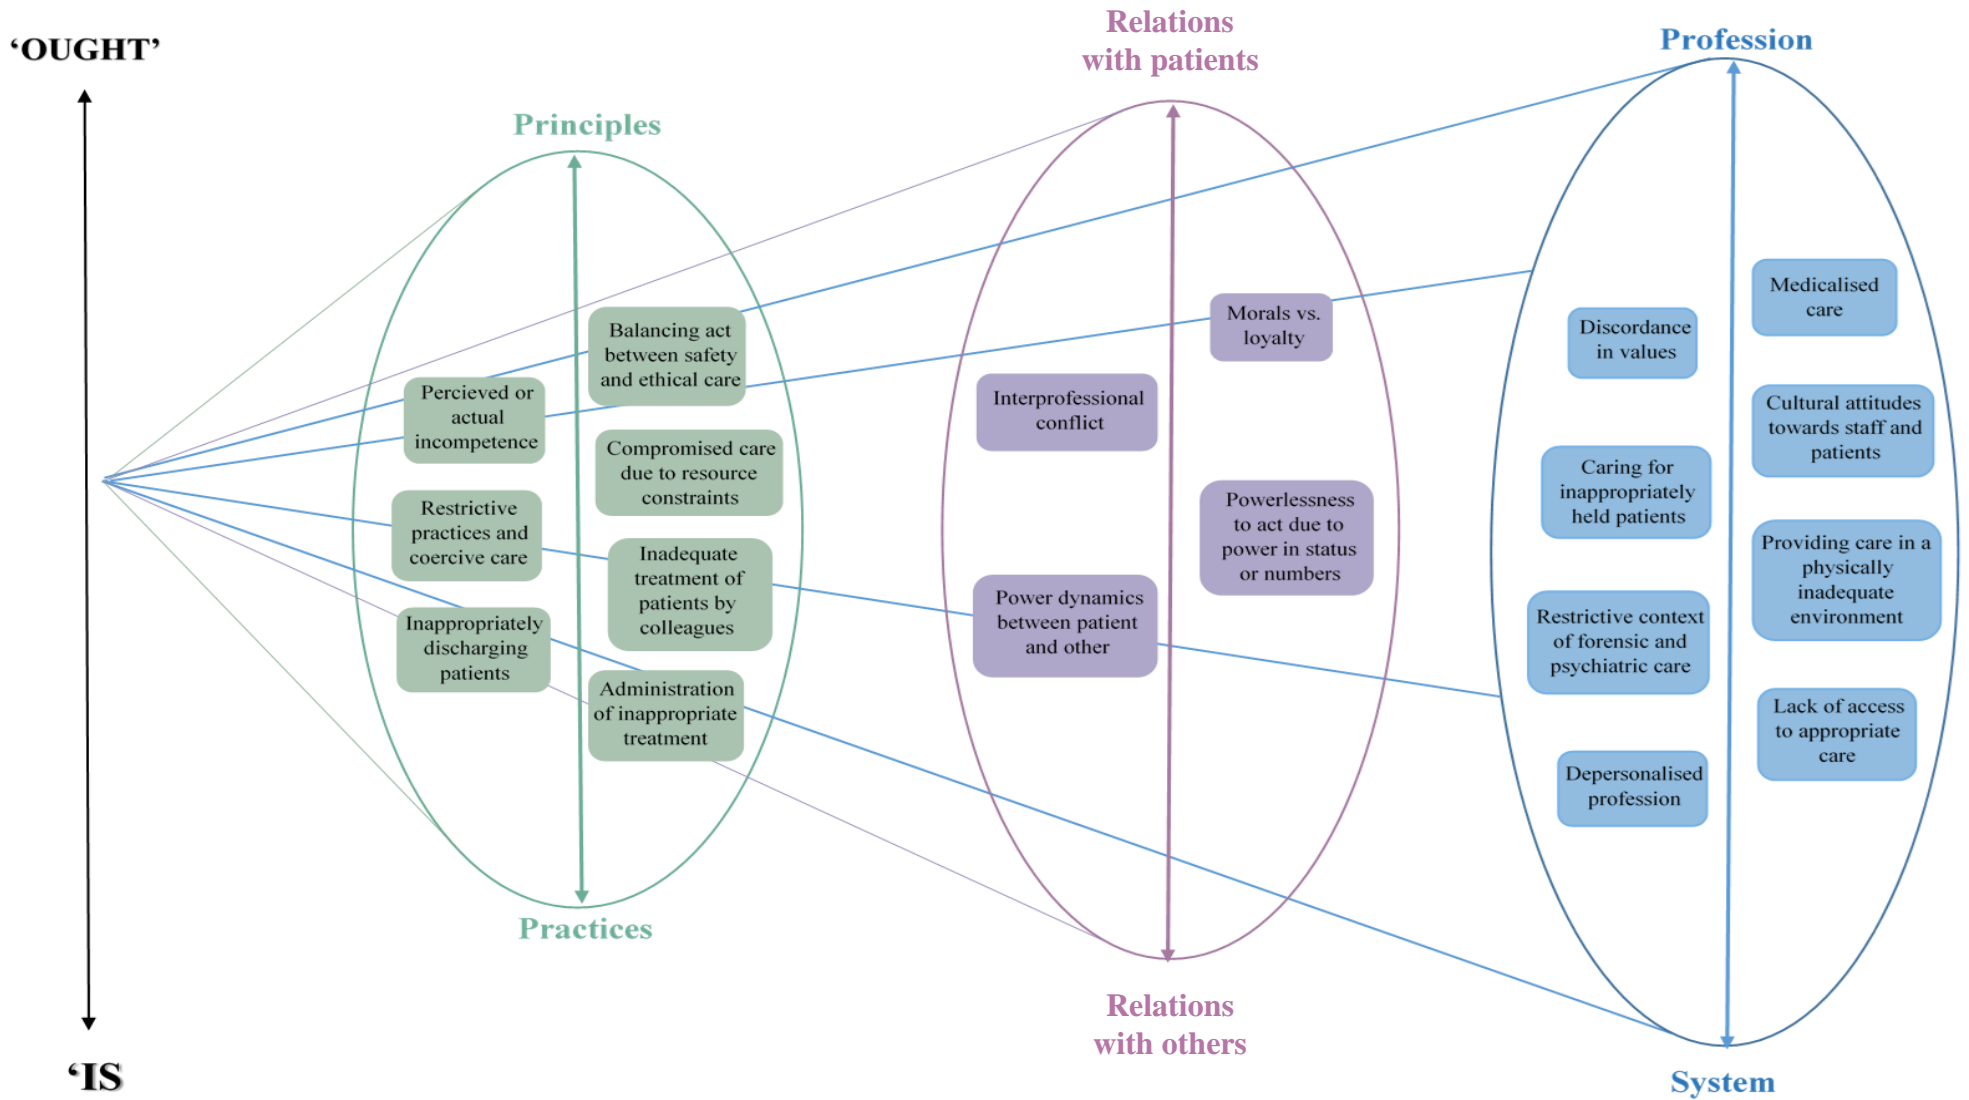 ‘OUGHT’
‘IS
Principles
Balancing act
between safety
and ethical care
Percieved or
actual
incompetence
Compromised care
due to resource
constraints
Restrictive
practices and
coercive care
Inadequate
treatment of
patients by
colleagues
Inappropriately
discharging
patients
Administration
of inappropriate
treatment
Practices
Relations
with patients
Morals vs.
loyalty
Interprofessional
conflict
Powerlessness
to act due to
power in status
or numbers
Power dynamics
between patient
and other
Relations
with others
Profession
Medicalised
care
Discordance
in values
Cultural attitudes
towards staff and
patients
Caring for
inappropriately
held patients
Providing care in a
physically
inadequate
environment
Restrictive context
of forensic and
psychiatric care
Lack of access
to appropriate
care
Depersonalised
profession
System